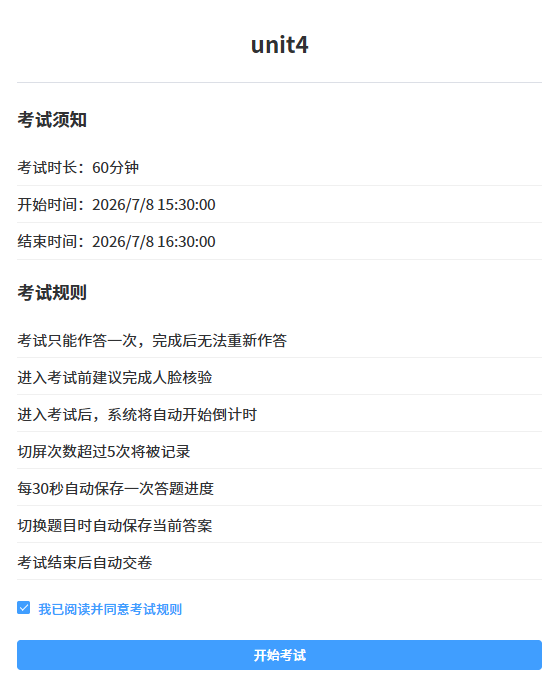 unit4
考试须知
考试时长：60分钟
开始时间：2026/7/8 15:30:00
结束时间：2026/7/8 16:30:00
考试规则
考试只能作答一次，完成后无法重新作答
进入考试前建议完成人脸核验
进入考试后，系统将自动开始倒计时
切屏次数超过5次将被记录
每30秒自动保存一次答题进度
切换题目时自动保存当前答案
考试结束后自动交卷
我已阅读并同意考试规则
开始考试